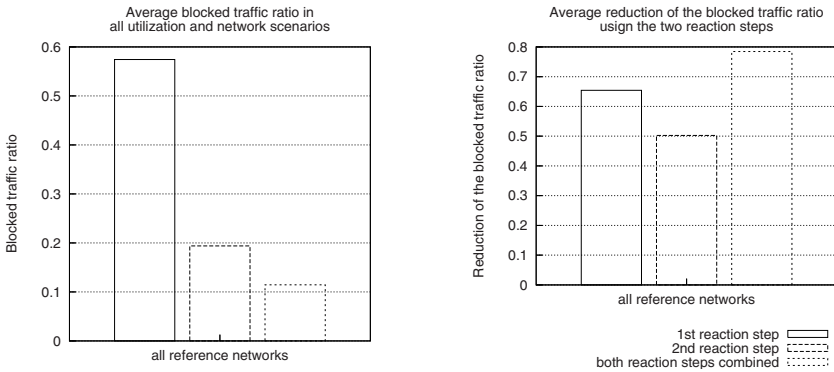 Average blocked traffic ratio in
all utilization and network scenarios
0.6
0.5
0.4
0.3
0.2
0.1
0
Blocked traffic ratio
all reference networks
Average reduction of the blocked traffic ratio
usign the two reaction steps
0.8
0.7
0.6
0.5
0.4
0.3
0.2
0.1
0
Reduction of the blocked traffic ratio
all reference networks
1st reaction step
2nd reaction step
both reaction steps combined